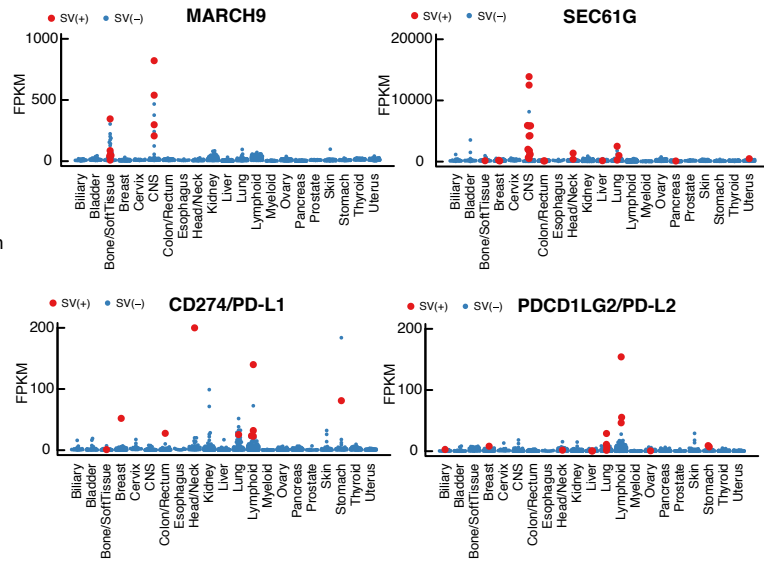 MARCH9
SV(+) SV(−)
FPKM
1000
500
0
Biliary
Bladder
Bone/SoftTissue
Breast
Cervix
CNS
Colon/Rectum
Esophagus
Head/Neck
Kidney
Liver
Lung
Lymphoid
Myeloid
Ovary
Pancreas
Prostate
Skin
Stomach
Thyroid
Uterus
SEC61G
SV(+) SV(−)
FPKM
20000
10000
0
Biliary
Bladder
Bone/SoftTissue
Breast
Cervix
CNS
Colon/Rectum
Esophagus
Head/Neck
Kidney
Liver
Lung
Lymphoid
Myeloid
Ovary
Pancreas
Prostate
Skin
Stomach
Thyroid
Uterus
CD274/PD-L1
SV(+) SV(−)
FPKM
200
100
0
Biliary
Bladder
Bone/SoftTissue
Breast
Cervix
CNS
Colon/Rectum
Esophagus
Head/Neck
Kidney
Liver
Lung
Lymphoid
Myeloid
Ovary
Pancreas
Prostate
Skin
Stomach
Thyroid
Uterus
PDCD1LG2/PD-L2
SV(+) SV(−)
FPKM
200
100
0
Biliary
Bladder
Bone/SoftTissue
Breast
Cervix
CNS
Colon/Rectum
Esophagus
Head/Neck
Kidney
Liver
Lung
Lymphoid
Myeloid
Ovary
Pancreas
Prostate
Skin
Stomach
Thyroid
Uterus